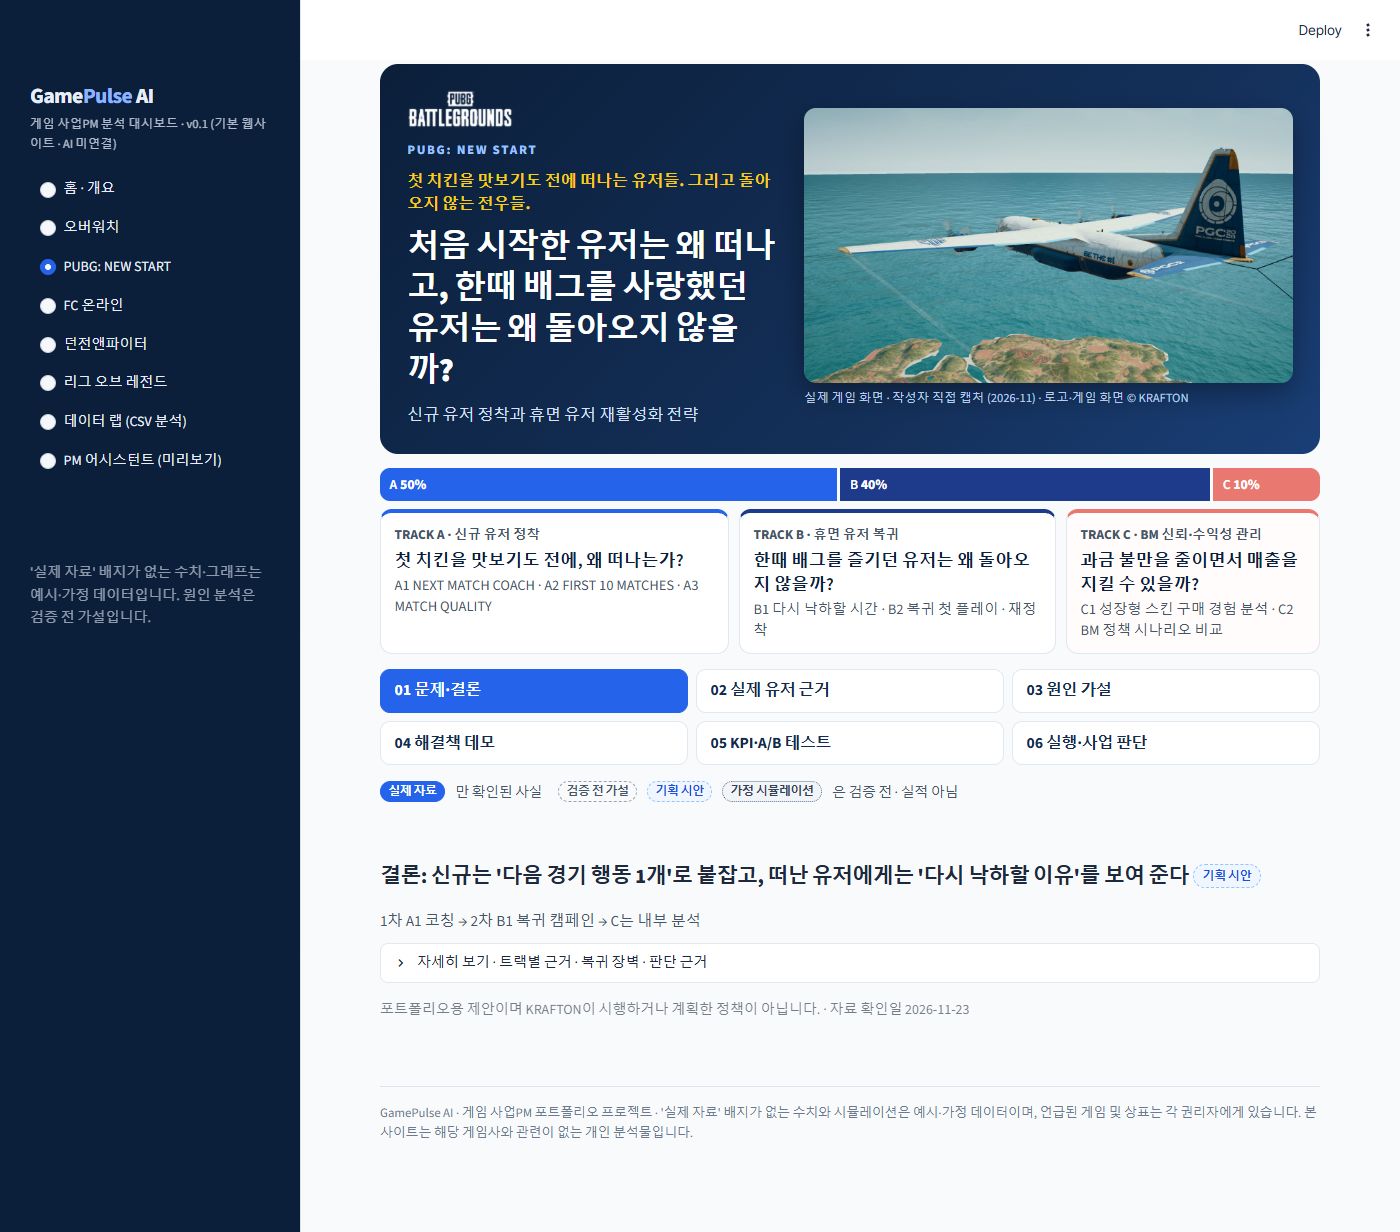 Deploy
GamePulse AI
게임 사업PM 분석 대시보드 · v0.1 (기본 웹사
이트 · AI 미연결)
홈 · 개요
오버워치
PUBG: NEW START
FC 온라인
던전앤파이터
리그 오브 레전드
데이터 랩 (CSV 분석)
PM 어시스턴트 (미리보기)
'실제 자료' 배지가 없는 수치·그래프는
예시·가정 데이터입니다. 원인 분석은
검증 전 가설입니다.
PUBG
BATTLEGROUNDS
PUBG: NEW START
첫 치킨을 맛보기도 전에 떠나는 유저들. 그리고 돌아
오지 않는 전우들.
처음 시작한 유저는 왜 떠나
고, 한때 배그를 사랑했던
유저는 왜 돌아오지 않을
까?
신규 유저 정착과 휴면 유저 재활성화 전략
PGC
BE THE #1
실제 게임 화면 · 작성자 직접 캡처 (2026-11) · 로고·게임 화면 © KRAFTON
A 50%
B 40%
C 10%
TRACK A · 신규 유저 정착
첫 치킨을 맛보기도 전에, 왜 떠나는가?
A1 NEXT MATCH COACH · A2 FIRST 10 MATCHES · A3
MATCH QUALITY
TRACK B · 휴면 유저 복귀
한때 배그를 즐기던 유저는 왜 돌아오
지 않을까?
B1 다시 낙하할 시간 · B2 복귀 첫 플레이 · 재정
착
TRACK C · BM 신뢰·수익성 관리
과금 불만을 줄이면서 매출을
지킬 수 있을까?
C1 성장형 스킨 구매 경험 분석 · C2
BM 정책 시나리오 비교
01 문제·결론
02 실제 유저 근거
03 원인 가설
04 해결책 데모
05 KPI·A/B 테스트
06 실행·사업 판단
실제 자료 만 확인된 사실 검증 전 가설 기획 시안 가정 시뮬레이션 은 검증 전 · 실적 아님
결론: 신규는 '다음 경기 행동 1개'로 붙잡고, 떠난 유저에게는 '다시 낙하할 이유'를 보여 준다 기획 시안
1차 A1 코칭 → 2차 B1 복귀 캠페인 → C는 내부 분석
자세히 보기 · 트랙별 근거 · 복귀 장벽 · 판단 근거
포트폴리오용 제안이며 KRAFTON이 시행하거나 계획한 정책이 아닙니다. · 자료 확인일 2026-11-23
GamePulse AI · 게임 사업PM 포트폴리오 프로젝트 · '실제 자료' 배지가 없는 수치와 시뮬레이션은 예시·가정 데이터이며, 언급된 게임 및 상표는 각 권리자에게 있습니다. 본
사이트는 해당 게임사와 관련이 없는 개인 분석물입니다.